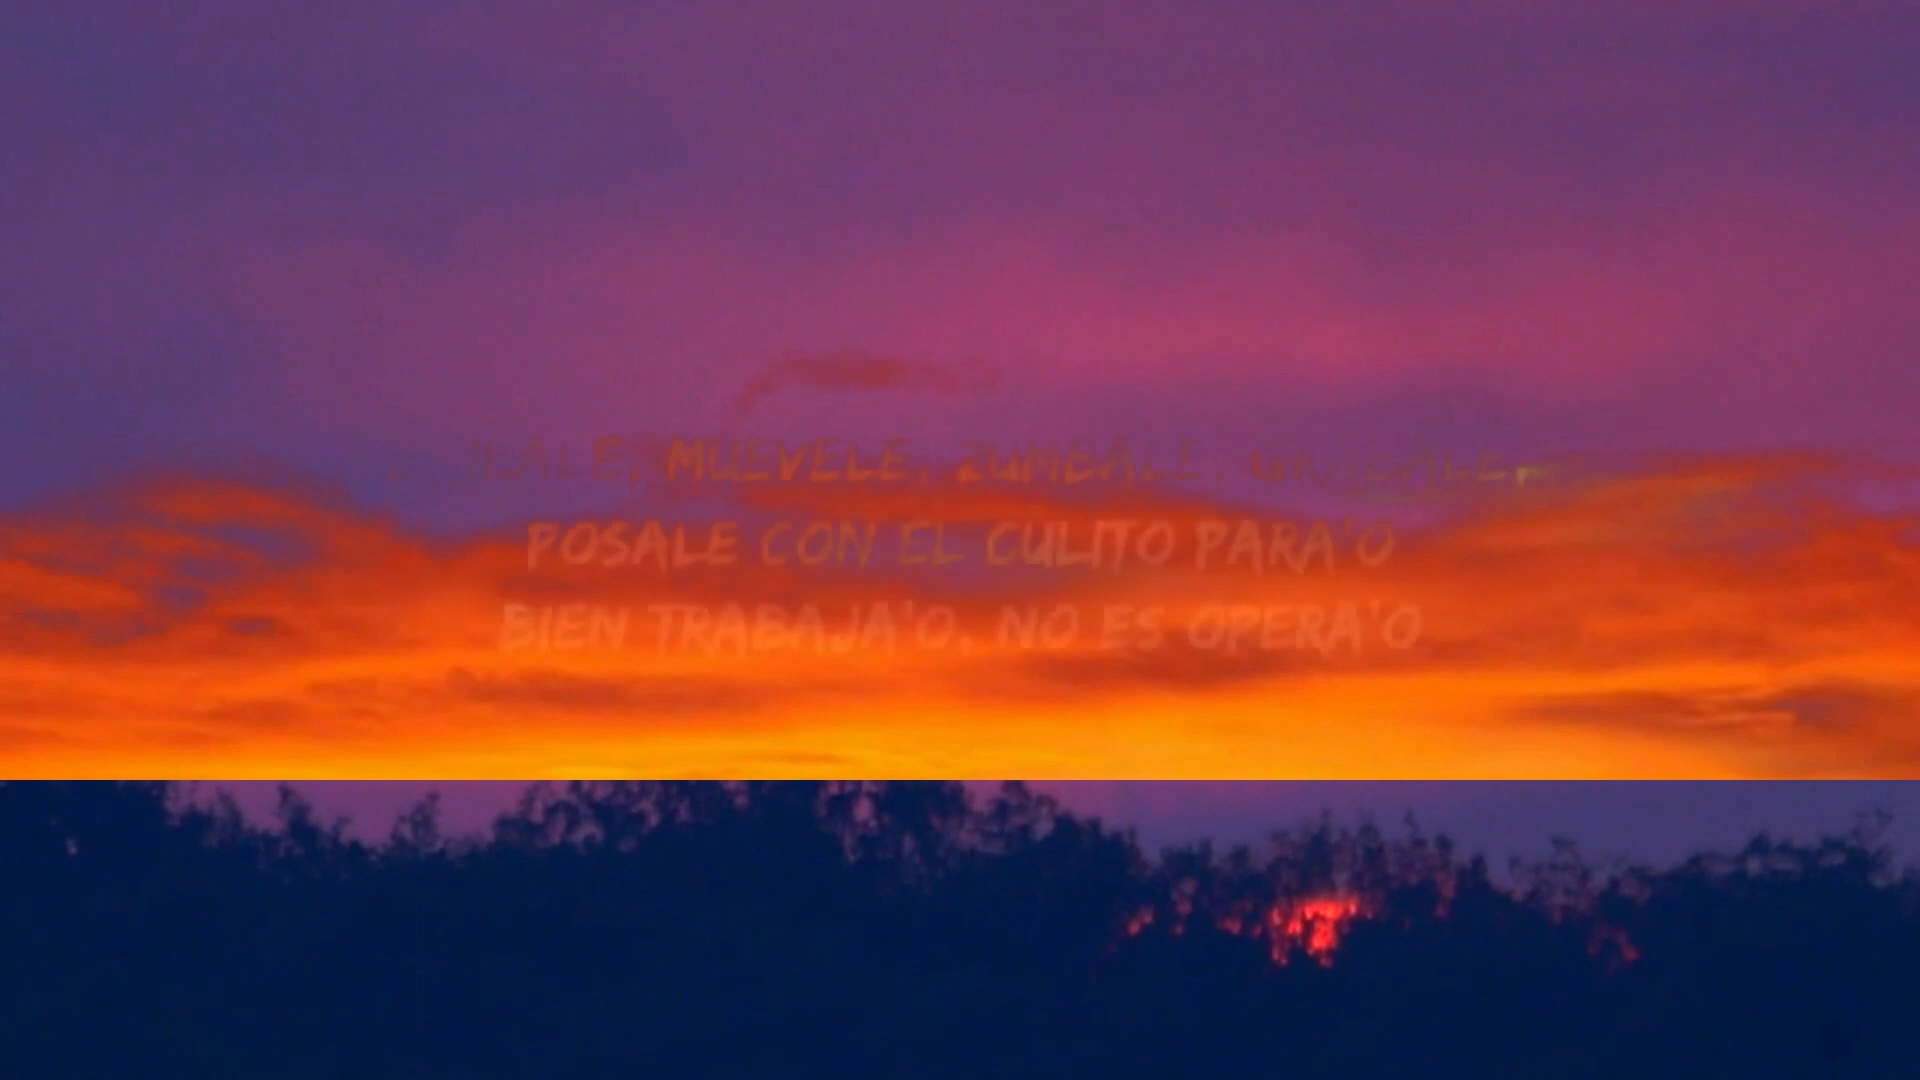 MUEVELE, ZUMBALE,
POSALE CON EL CULITO PARA'O
BIEN TRABAJA'O, NO ES OPERA'O